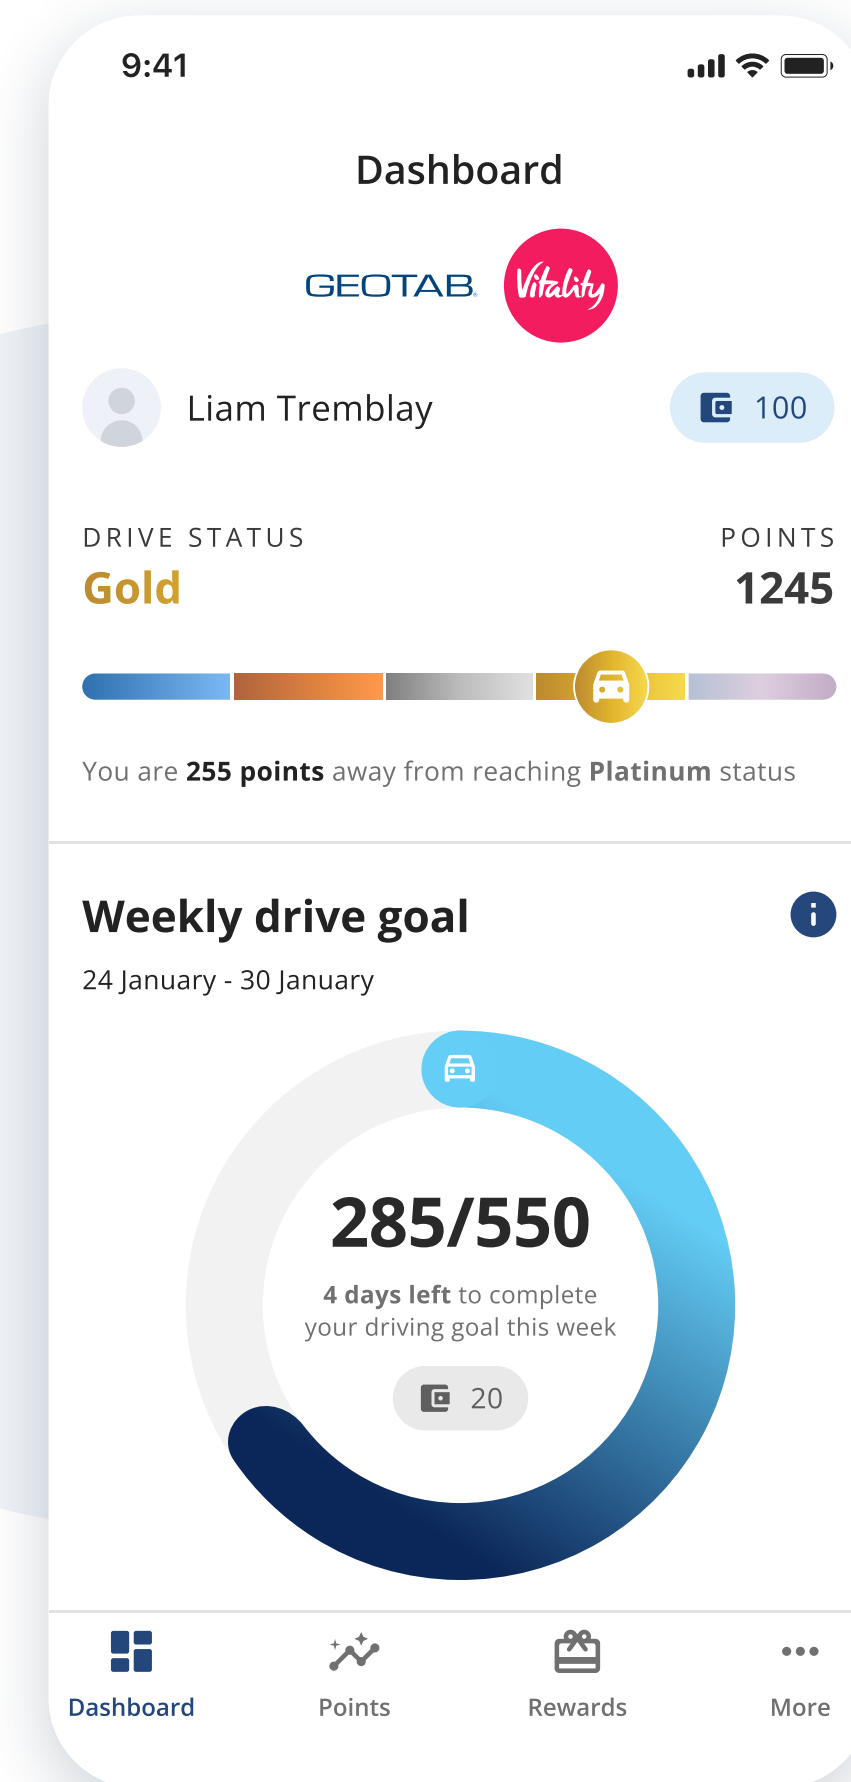 9:41
Dashboard
GEOTAB®
Vitality
Liam Tremblay
100
DRIVE STATUS
POINTS
Gold
1245
You are 255 points away from reaching Platinum status
Weekly drive goal
24 January - 30 January
285/550
4 days left to complete
your driving goal this week
20
Dashboard
Points
Rewards
More